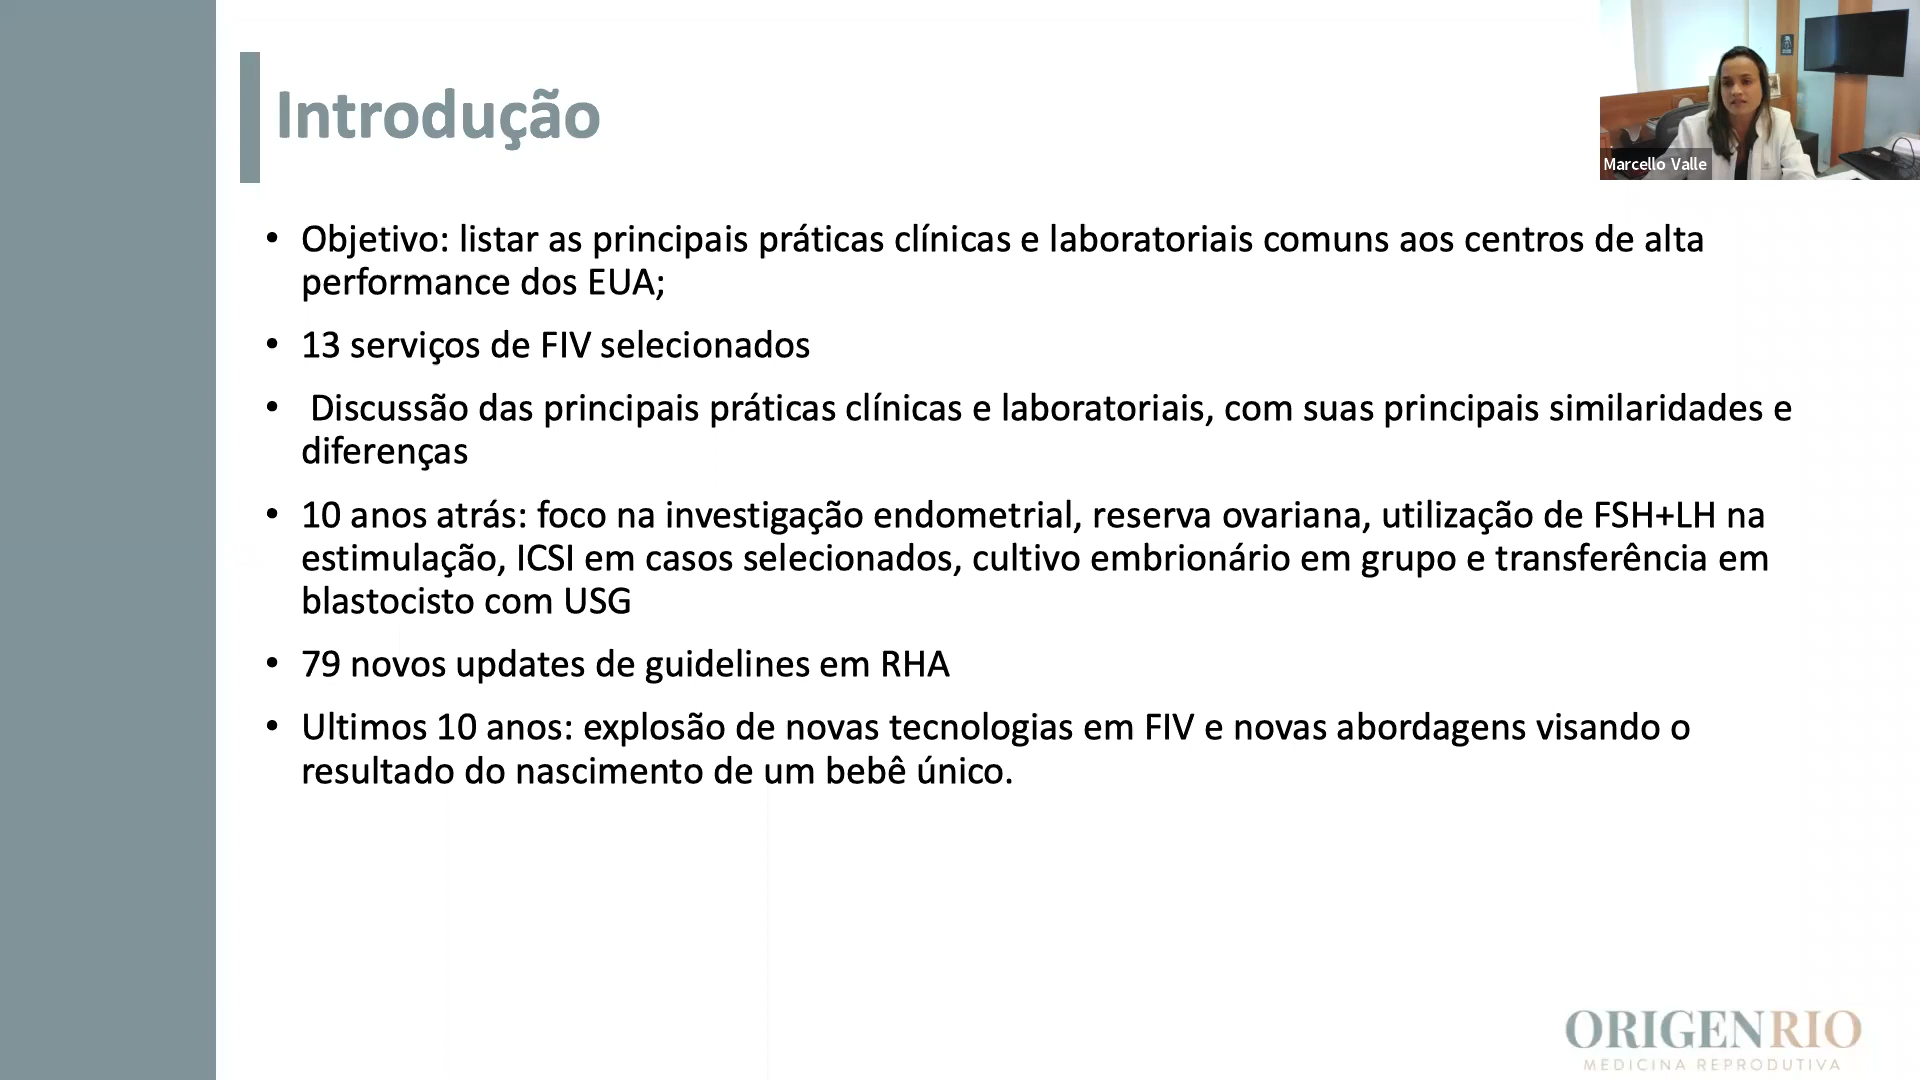 Introdução
Marcello Valle
• Objetivo: listar as principais práticas clínicas e laboratoriais comuns aos centros de alta
performance dos EUA;
• 13 serviços de FIV selecionados
• Discussão das principais práticas clínicas e laboratoriais, com suas principais similaridades e
diferenças
• 10 anos atrás: foco na investigação endometrial, reserva ovariana, utilização de FSH+LH na
estimulação, ICSI em casos selecionados, cultivo embrionário em grupo e transferência em
blastocisto com USG
• 79 novos updates de guidelines em RHA
• Ultimos 10 anos: explosão de novas tecnologias em FIV e novas abordagens visando o
resultado do nascimento de um bebê único.
ORIGENRIO
MEDICINA REPRODUTIVA